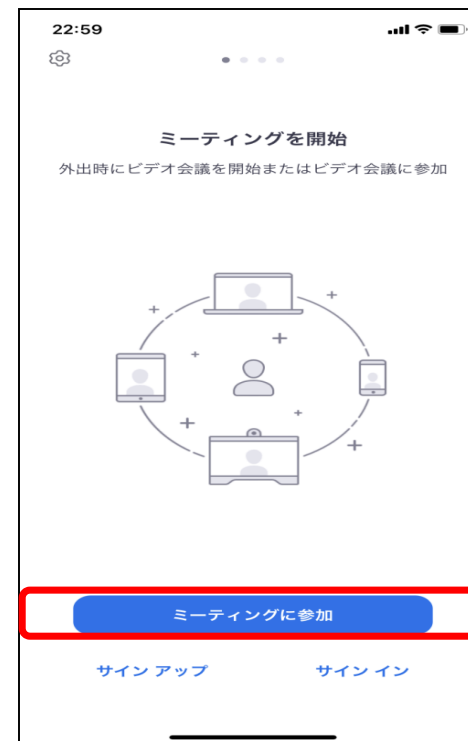 22:59
ミーティングを開始
外出時にビデオ会議を開始またはビデオ会議に参加
ミーティングに参加
サイン アップ サイン イン